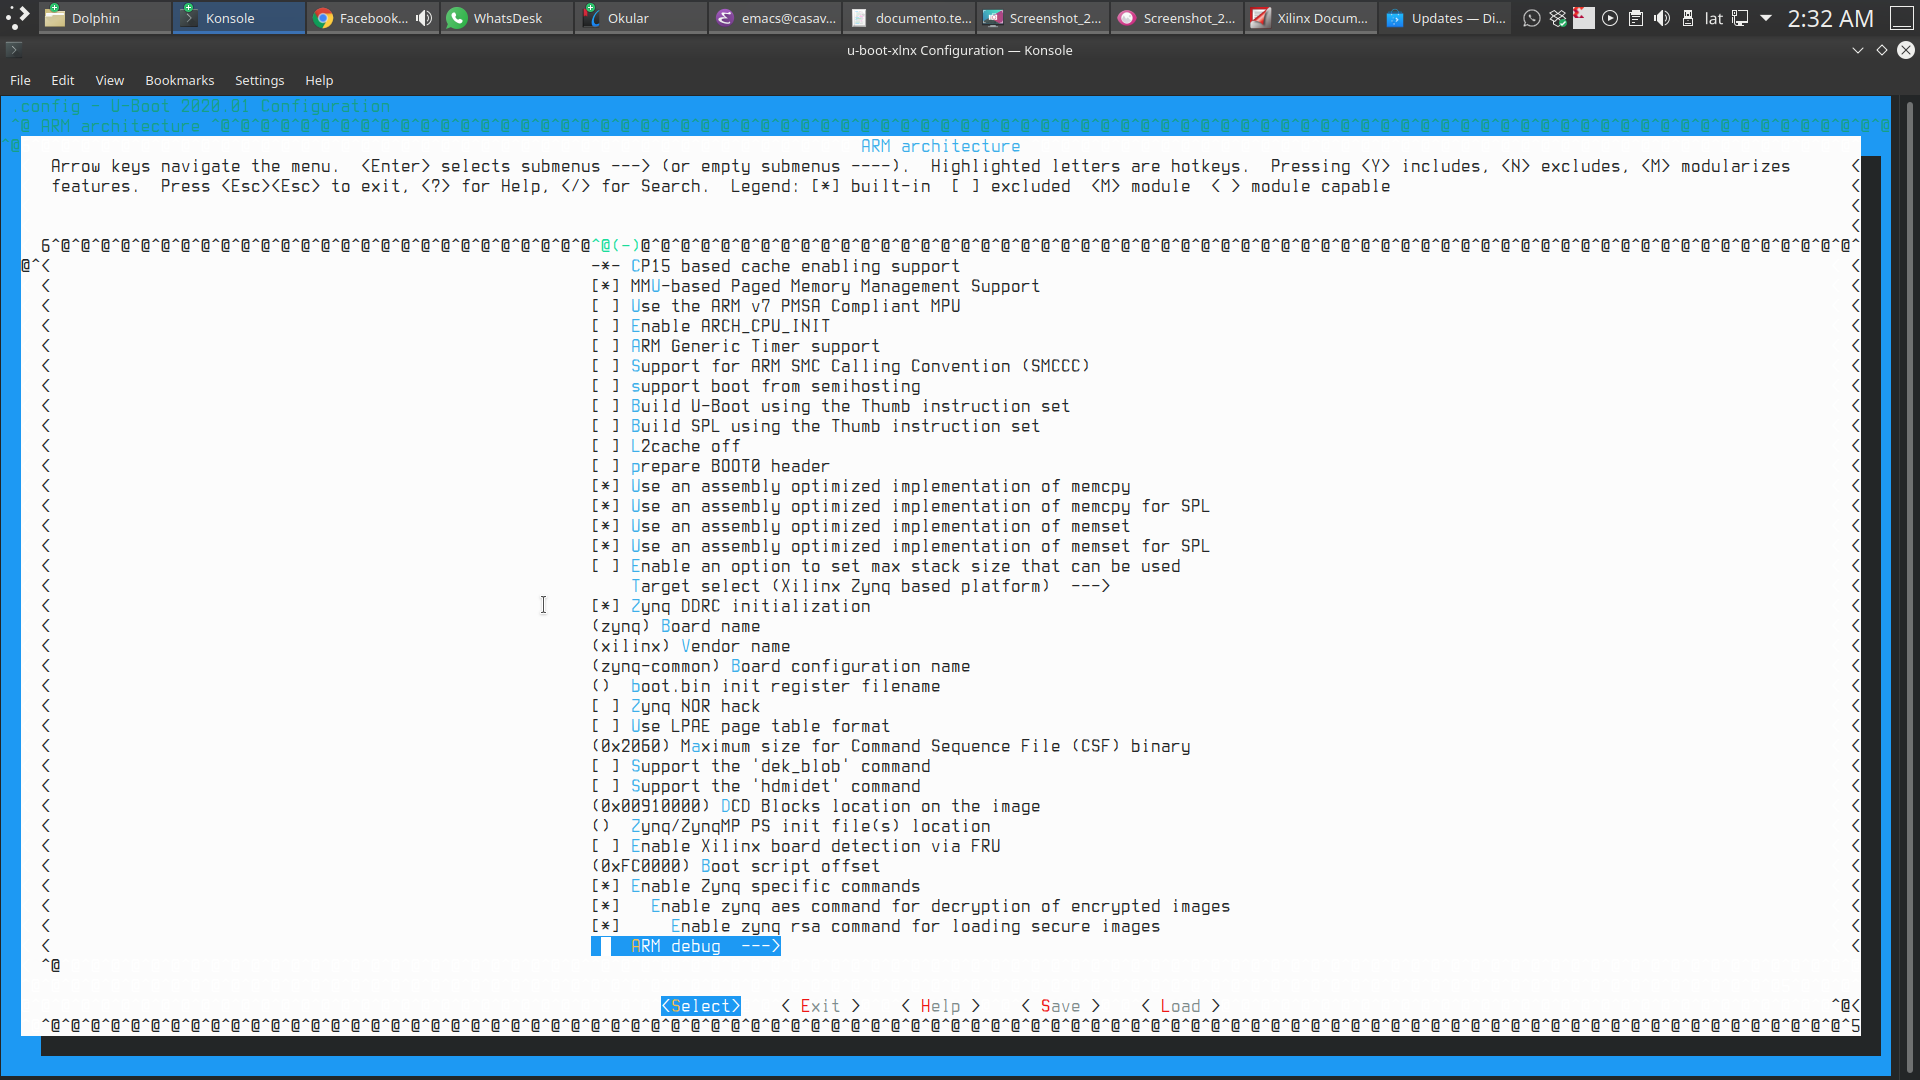 Dolphin
Konsole
Facebook...
WhatsDesk
Okular
emacs@casav...
documento.te...
Screenshot_2...
Screenshot_2...
Xilinx Docum...
Updates — Di...
lat
2:32 AM
u-boot-xlnx Configuration — Konsole
File Edit View Bookmarks Settings Help
.config - U-Boot 2020.01 Configuration
ARM architecture
ARM architecture
Arrow keys navigate the menu. <Enter> selects submenus ---> (or empty submenus ----). Highlighted letters are hotkeys. Pressing <Y> includes, <N> excludes, <M> modularizes
features. Press <Esc><Esc> to exit, <?> for Help, </> for Search. Legend: [*] built-in [ ] excluded <M> module < > module capable
^@(-)
-*- CP15 based cache enabling support
[*] MMU-based Paged Memory Management Support
[ ] Use the ARM v7 PMSA Compliant MPU
[ ] Enable ARCH_CPU_INIT
[ ] ARM Generic Timer support
[ ] Support for ARM SMC Calling Convention (SMCCC)
[ ] support boot from semihosting
[ ] Build U-Boot using the Thumb instruction set
[ ] Build SPL using the Thumb instruction set
[ ] L2cache off
[ ] prepare BOOT0 header
[*] Use an assembly optimized implementation of memcpy
[*] Use an assembly optimized implementation of memcpy for SPL
[*] Use an assembly optimized implementation of memset
[*] Use an assembly optimized implementation of memset for SPL
[ ] Enable an option to set max stack size that can be used
Target select (Xilinx Zynq based platform) --->
[*] Zynq DDRC initialization
(zynq) Board name
(xilinx) Vendor name
(zynq-common) Board configuration name
() boot.bin init register filename
[ ] Zynq NOR hack
[ ] Use LPAE page table format
(0x2060) Maximum size for Command Sequence File (CSF) binary
[ ] Support the 'dek_blob' command
[ ] Support the 'hdmidet' command
(0x00910000) DCD Blocks location on the image
() Zynq/ZynqMP PS init file(s) location
[ ] Enable Xilinx board detection via FRU
(0xFC0000) Boot script offset
[*] Enable Zynq specific commands
[*] Enable zynq aes command for decryption of encrypted images
[*] Enable zynq rsa command for loading secure images
ARM debug --->
<Select> < Exit > < Help > < Save > < Load >